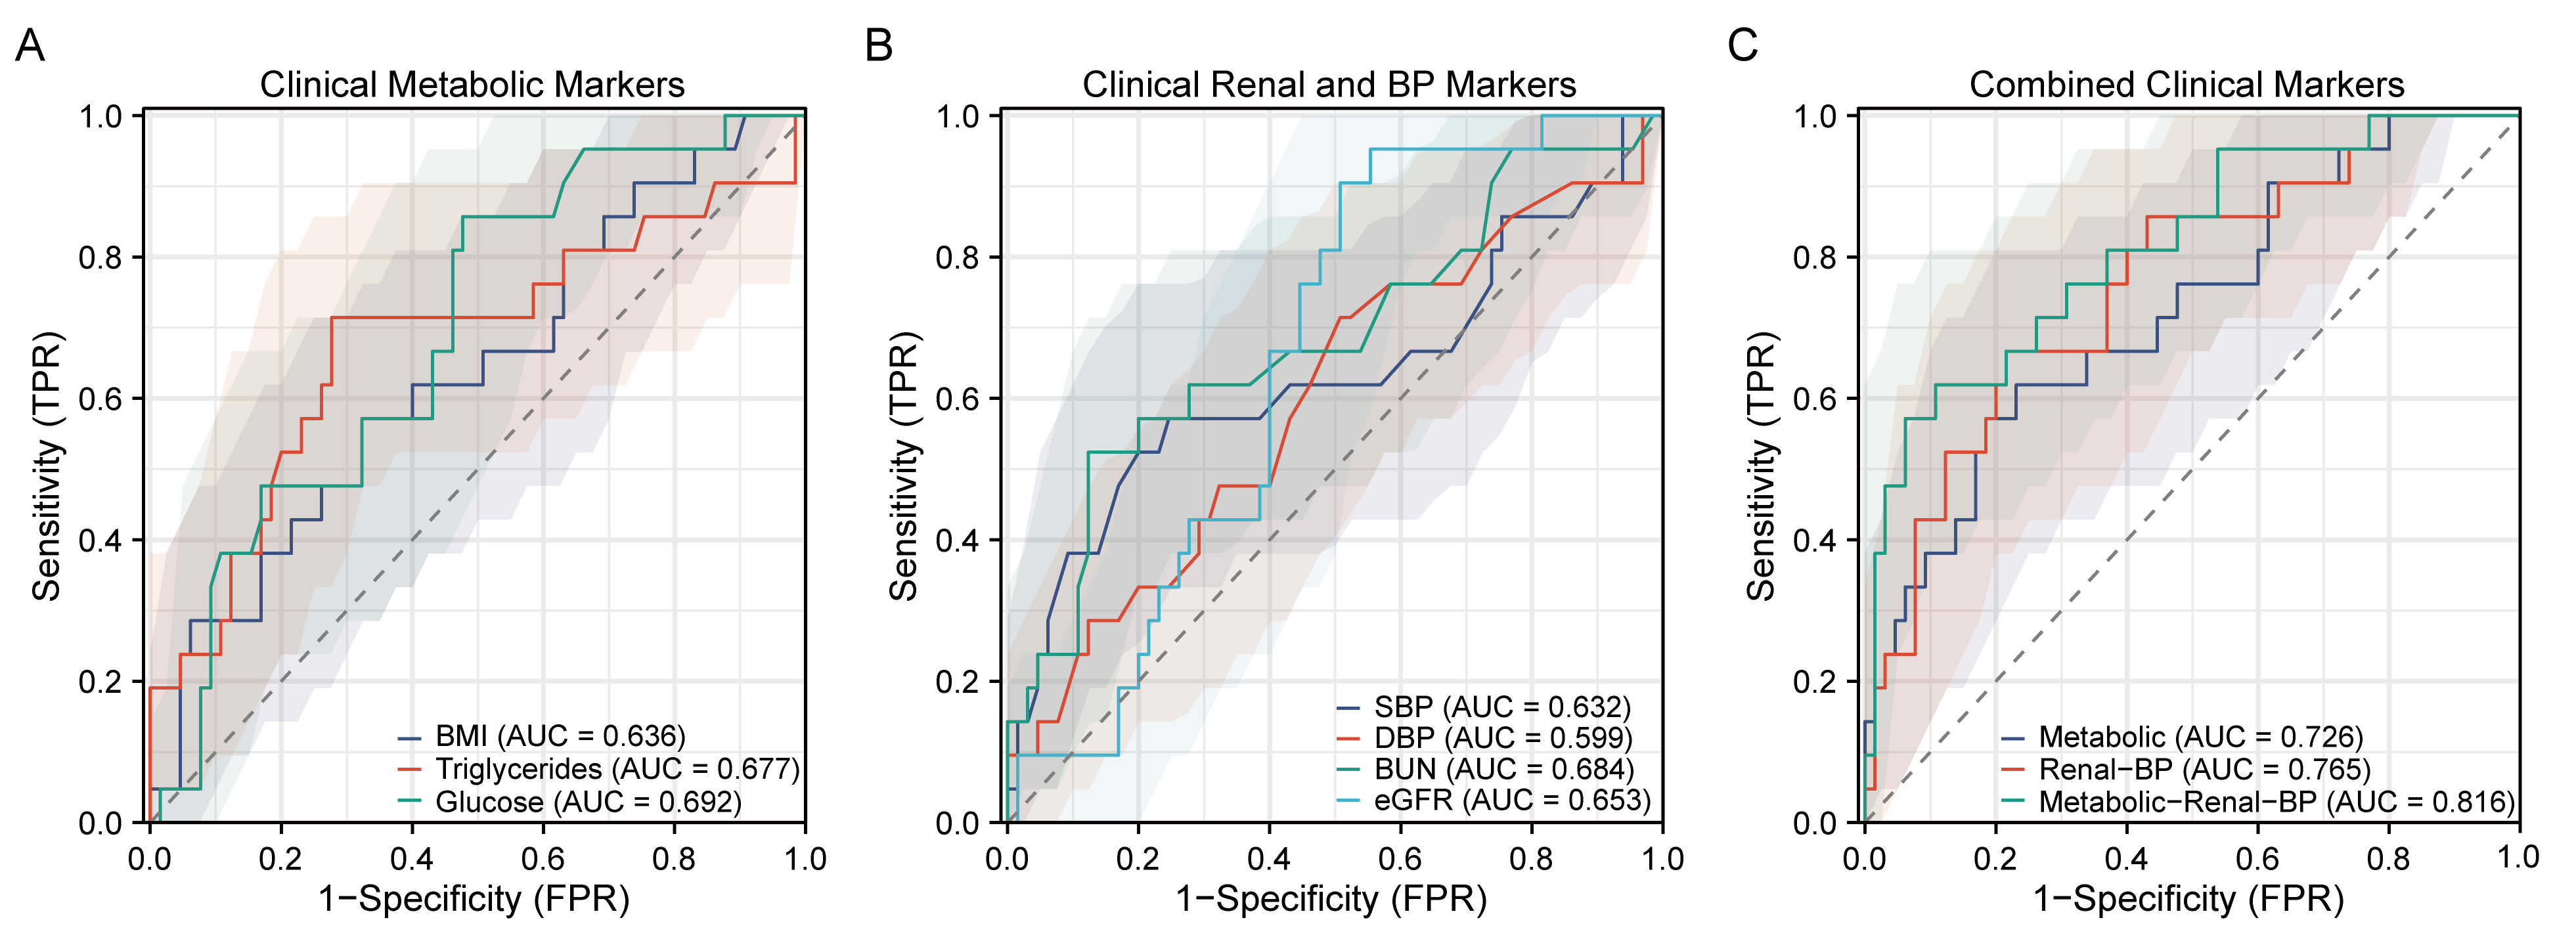 A
Clinical Metabolic Markers
1.0
0.8
0.6
0.4
0.2
0.0
Sensitivity (TPR)
BMI (AUC = 0.636)
Triglycerides (AUC = 0.677)
Glucose (AUC = 0.692)
0.0 0.2 0.4 0.6 0.8 1.0
1−Specificity (FPR)
B
Clinical Renal and BP Markers
1.0
0.8
0.6
0.4
0.2
0.0
Sensitivity (TPR)
SBP (AUC = 0.632)
DBP (AUC = 0.599)
BUN (AUC = 0.684)
eGFR (AUC = 0.653)
0.0 0.2 0.4 0.6 0.8 1.0
1−Specificity (FPR)
C
Combined Clinical Markers
1.0
0.8
0.6
0.4
0.2
0.0
Sensitivity (TPR)
Metabolic (AUC = 0.726)
Renal−BP (AUC = 0.765)
Metabolic−Renal−BP (AUC = 0.816)
0.0 0.2 0.4 0.6 0.8 1.0
1−Specificity (FPR)